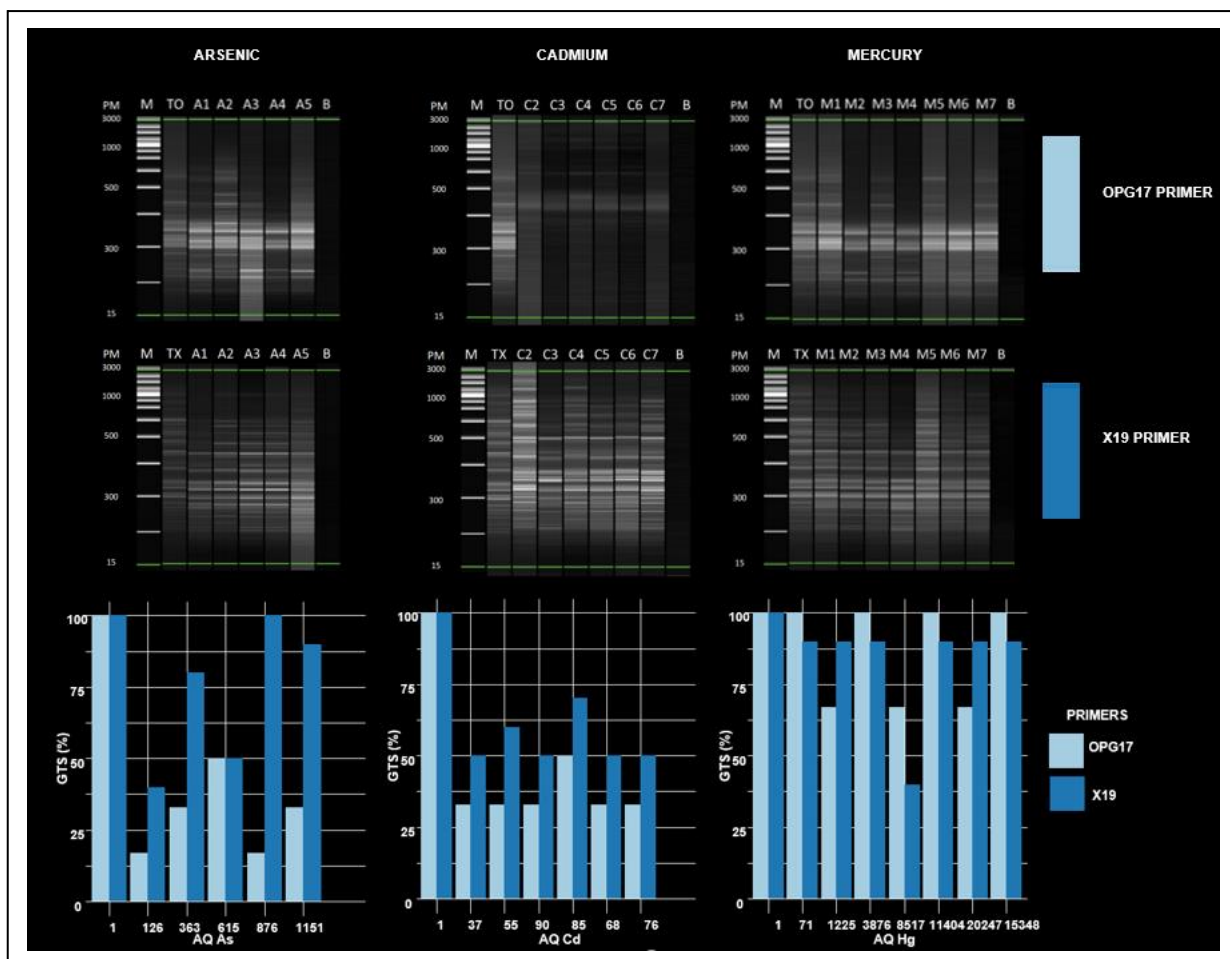 ARSENIC CADMIUM MERCURY
PM M TO A1 A2 A3 A4 A5 B
3000
1000
500
300
15
PM M TO C2 C3 C4 C5 C6 C7 B
3000
1000
500
300
15
PM M TO M1 M2 M3 M4 M5 M6 M7 B
3000
1000
500
300
15
OPG17 PRIMER
PM M TX A1 A2 A3 A4 A5 B
3000
1000
500
300
15
PM M TX C2 C3 C4 C5 C6 C7 B
3000
1000
500
300
15
PM M TX M1 M2 M3 M4 M5 M6 M7 B
3000
1000
500
300
15
X19 PRIMER
100
75
50
25
0
GTS (%)
1 126 363 615 876 1151
AQ As
100
75
50
25
0
GTS (%)
1 37 55 90 85 68 76
AQ Cd
100
75
50
25
0
GTS (%)
1 71 1225 3876 8517 11404 20247 15348
AQ Hg
PRIMERS
OPG17
X19